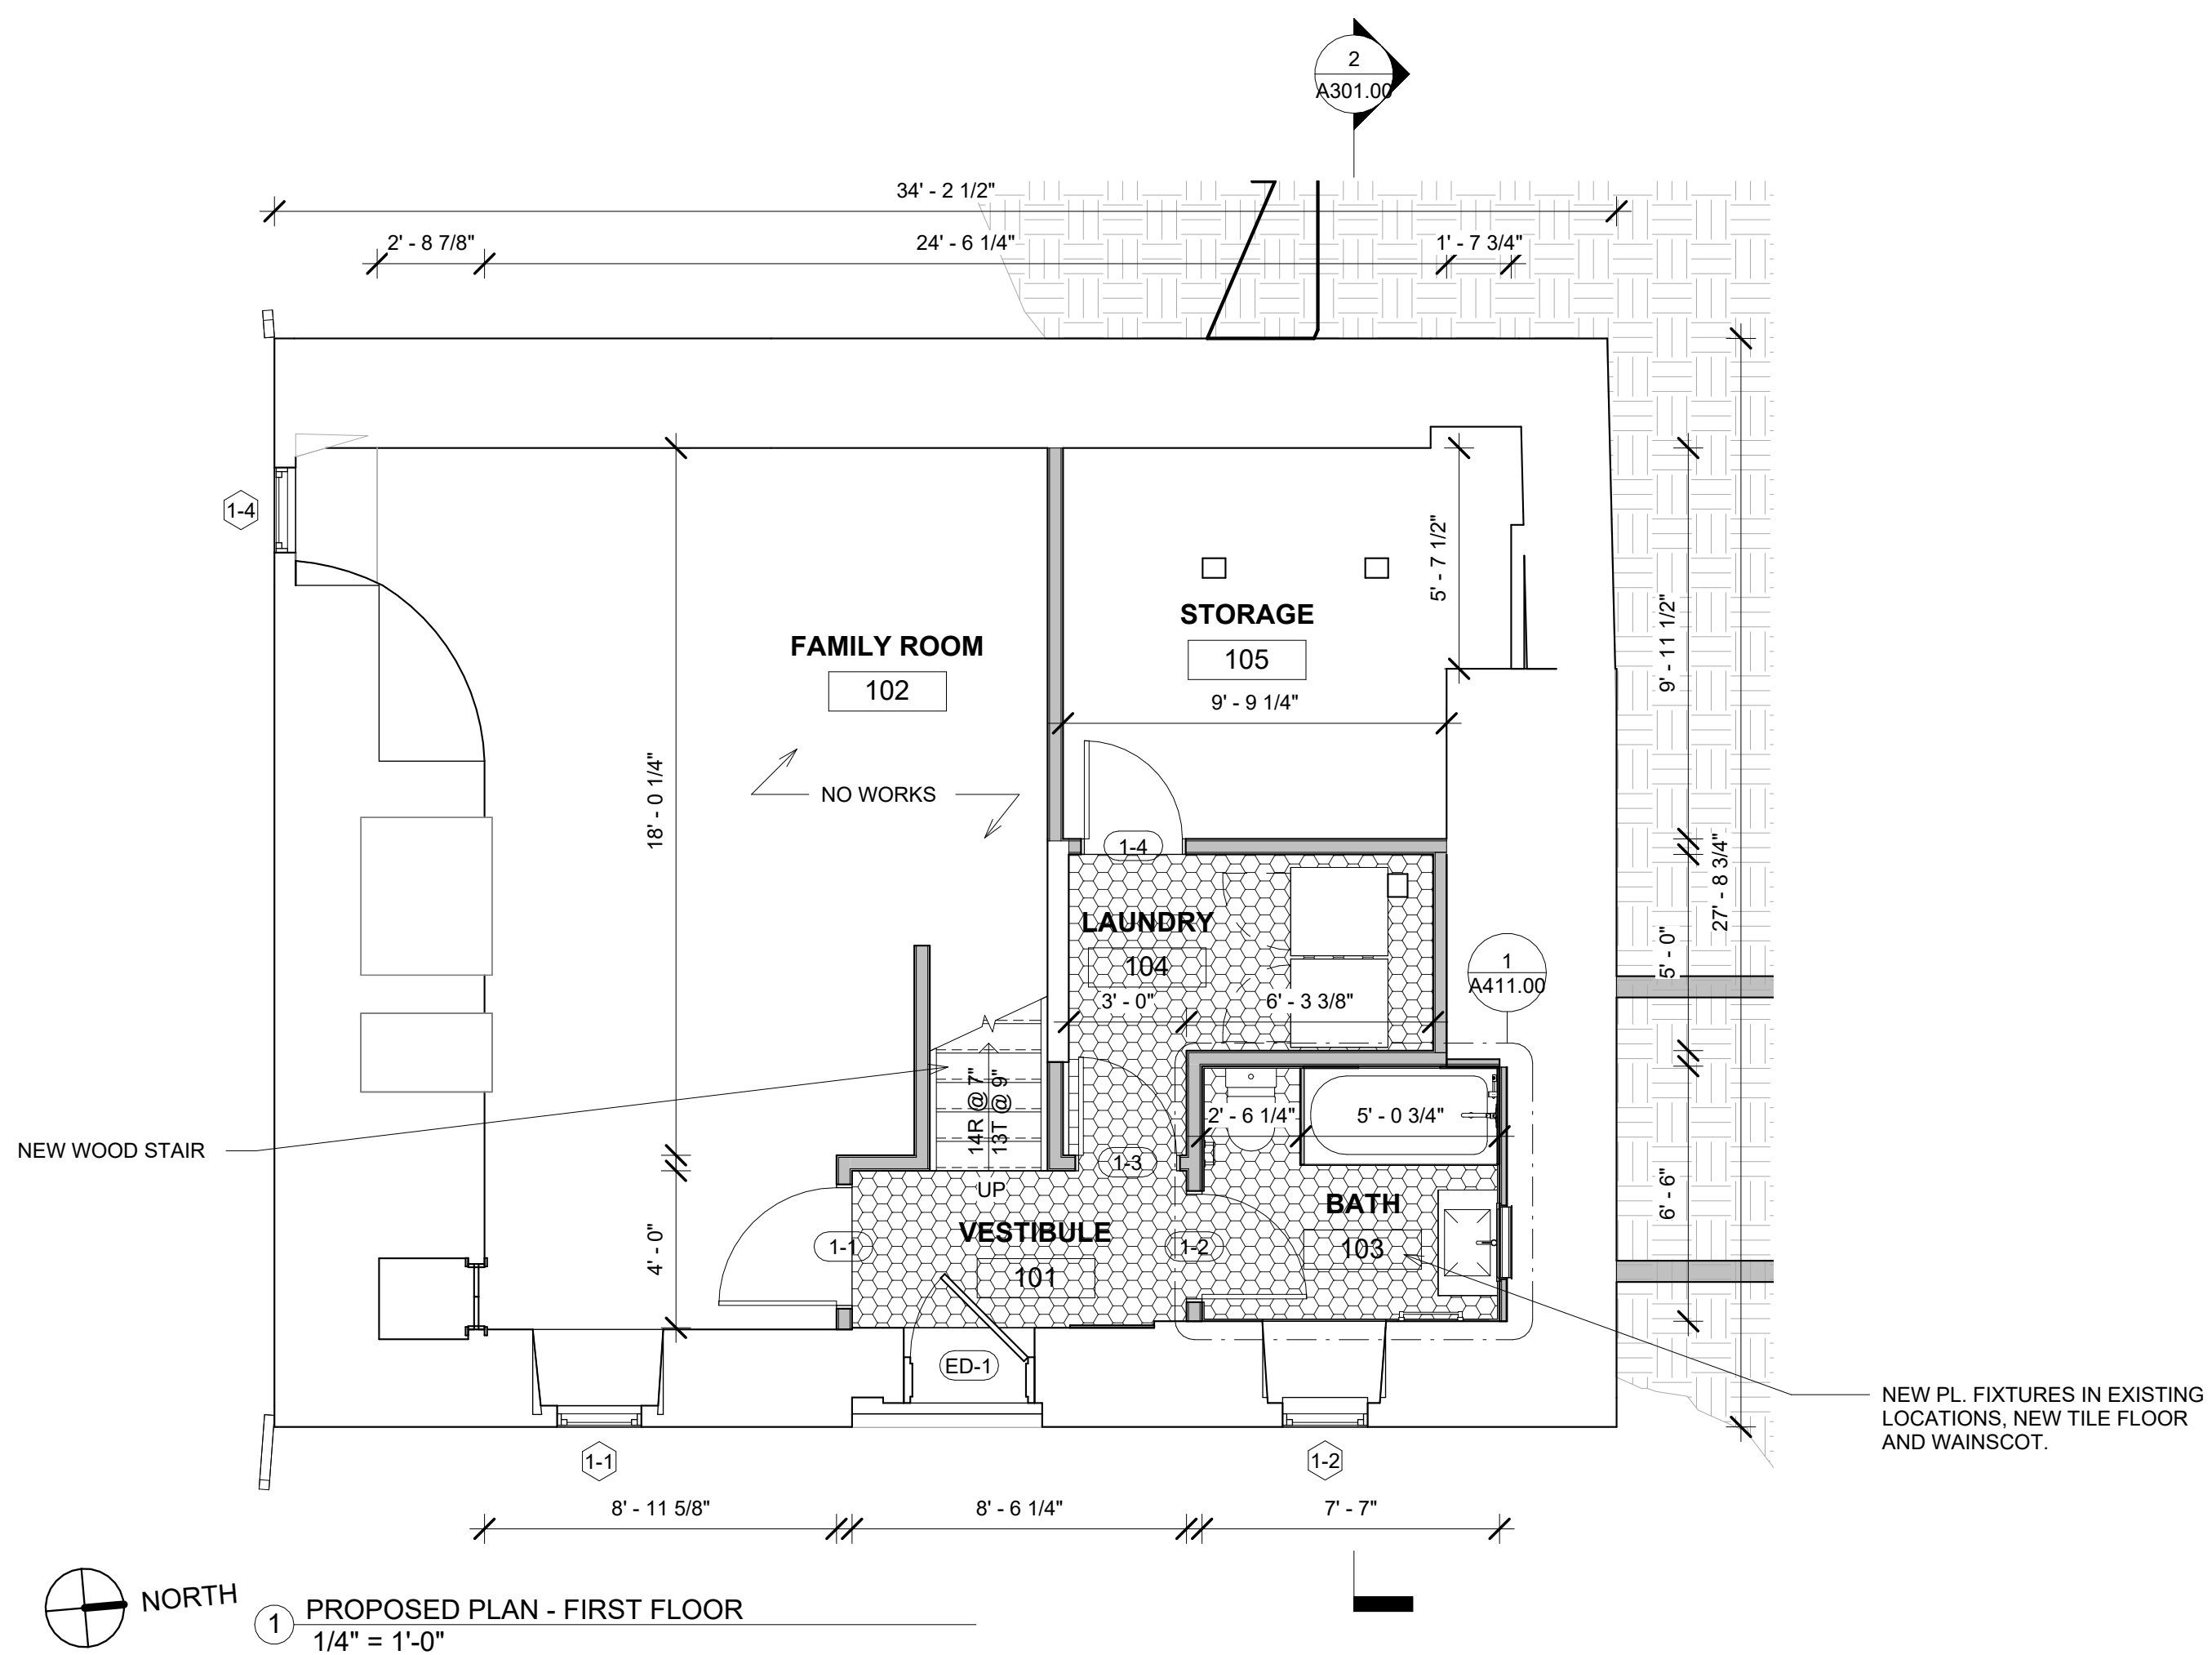 2
A301.00
34' - 2 1/2"
2' - 8 7/8"
24' - 6 1/4"
1' - 7 3/4"
1-4
5' - 7 1/2"
9' - 11 1/2"
STORAGE
105
FAMILY ROOM
102
9' - 9 1/4"
18' - 0 1/4"
NO WORKS
1-4
27' - 8 3/4"
LAUNDRY
104
5' - 0"
1
A411.00
3' - 0"
6' - 3 3/8"
14R @ 7"
13T @ 9"
2' - 6 1/4"
5' - 0 3/4"
NEW WOOD STAIR
1-3
UP
BATH
103
6' - 6"
VESTIBULE
101
4' - 0"
1-1
1-2
ED-1
NEW PL. FIXTURES IN EXISTING
LOCATIONS, NEW TILE FLOOR
AND WAINSCOT.
1-1
1-2
8' - 11 5/8"
8' - 6 1/4"
7' - 7"
NORTH
1
PROPOSED PLAN - FIRST FLOOR
1/4" = 1'-0"